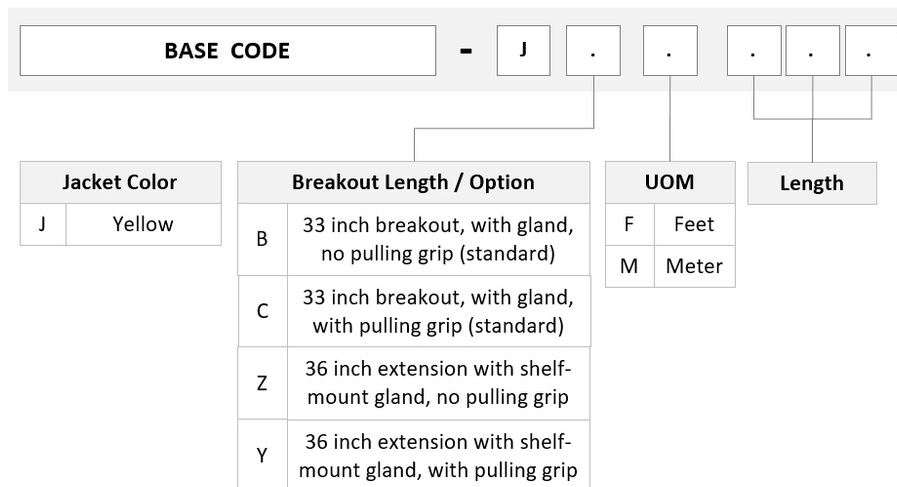 BASE CODE - J . . . . .
Jacket Color
J Yellow
Breakout Length / Option
B 33 inch breakout, with gland,
no pulling grip (standard)
C 33 inch breakout, with gland,
with pulling grip (standard)
Z 36 inch extension with shelf-
mount gland, no pulling grip
Y 36 inch extension with shelf-
mount gland, with pulling grip
UOM
F Feet
M Meter
Length